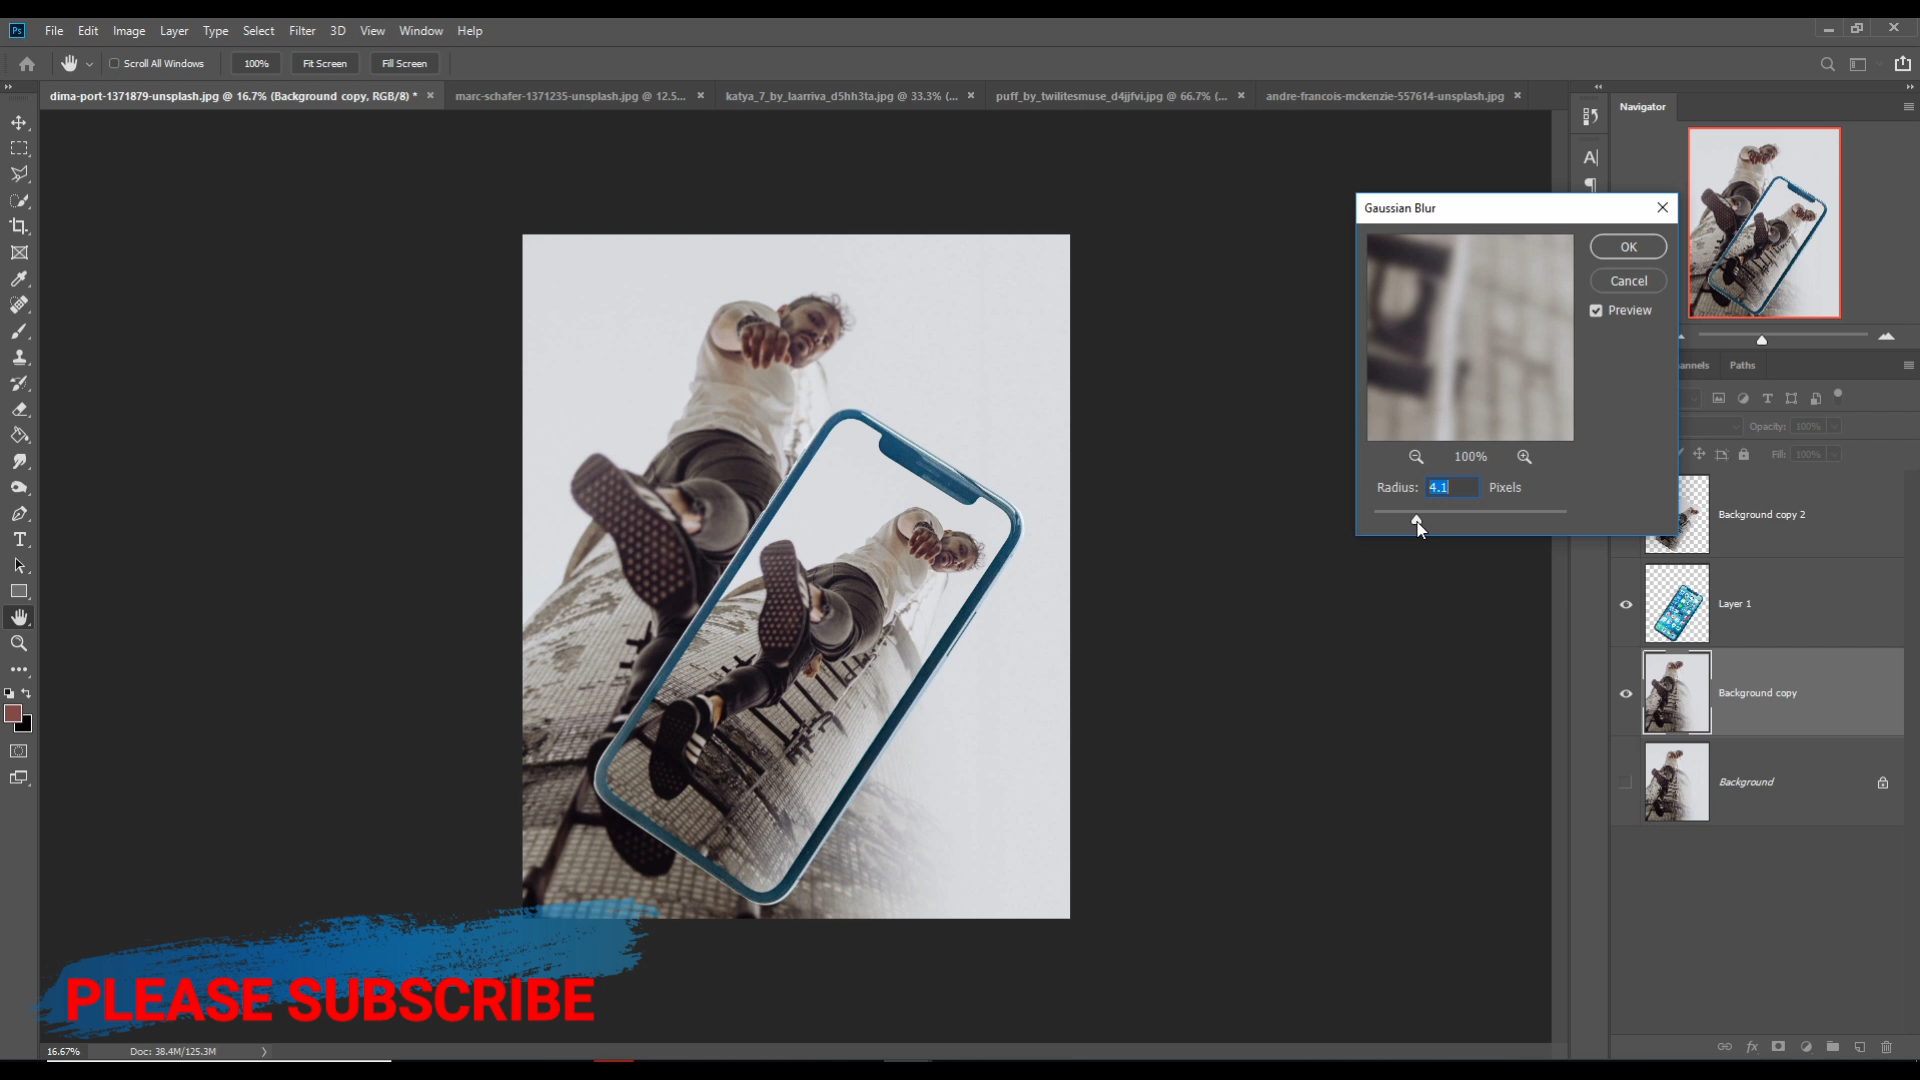 Ps File Edit Image Layer Type Select Filter 3D View Window Help
Scroll All Windows 100% Fit Screen Fill Screen
dima-port-1371879-unsplash.jpg @ 16.7% (Background copy, RGB/8) * marc-schafer-1371235-unsplash.jpg @ 12.5... katya_7_by_laarriva_d5hh3ta.jpg @ 33.3% (... puff_by_twilitesmuse_d4jjfvi.jpg @ 66.7% (... andre-francois-mckenzie-557614-unsplash.jpg
Navigator
Gaussian Blur
OK
Cancel
Preview
100%
Radius: 4.1 Pixels
annels Paths
Opacity: 100%
Fill: 100%
Background copy 2
Layer 1
Background copy
Background
PLEASE SUBSCRIBE
16.67% Doc: 38.4M/125.3M